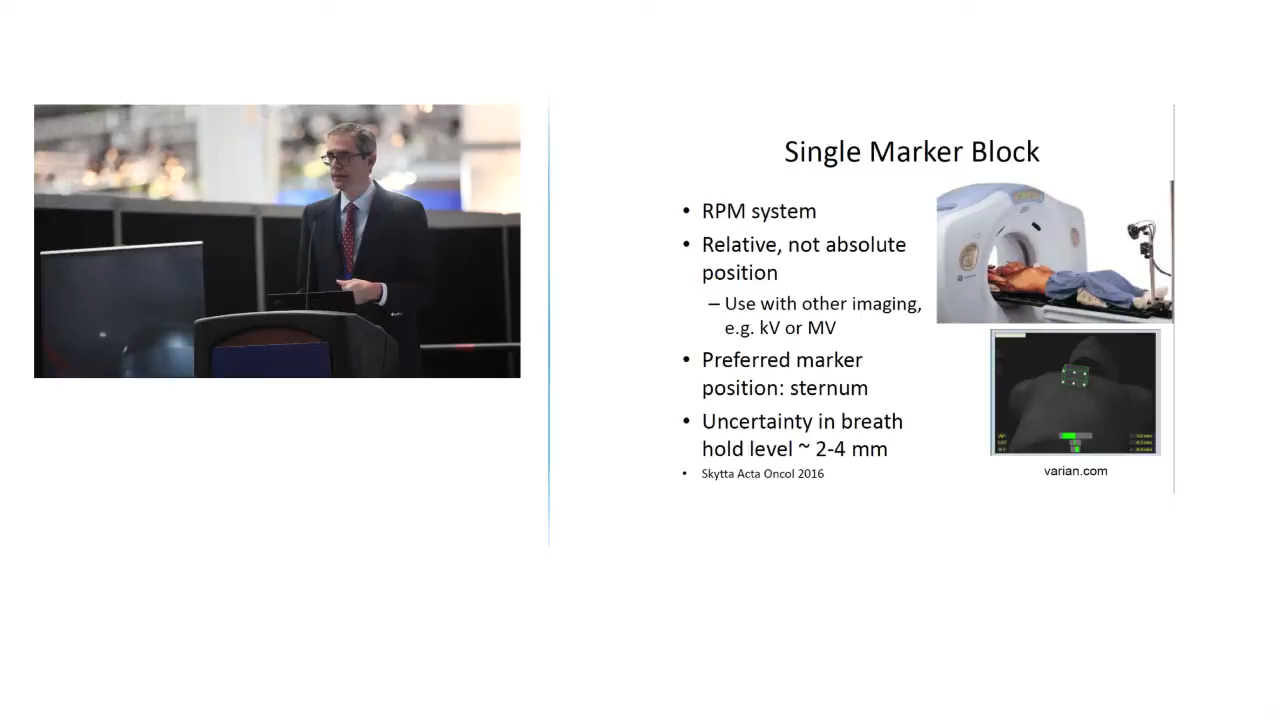 Single Marker Block
• RPM system
• Relative, not absolute
position
– Use with other imaging,
e.g. kV or MV
• Preferred marker
position: sternum
• Uncertainty in breath
hold level ~ 2-4 mm
• Skytta Acta Oncol 2016
varian.com